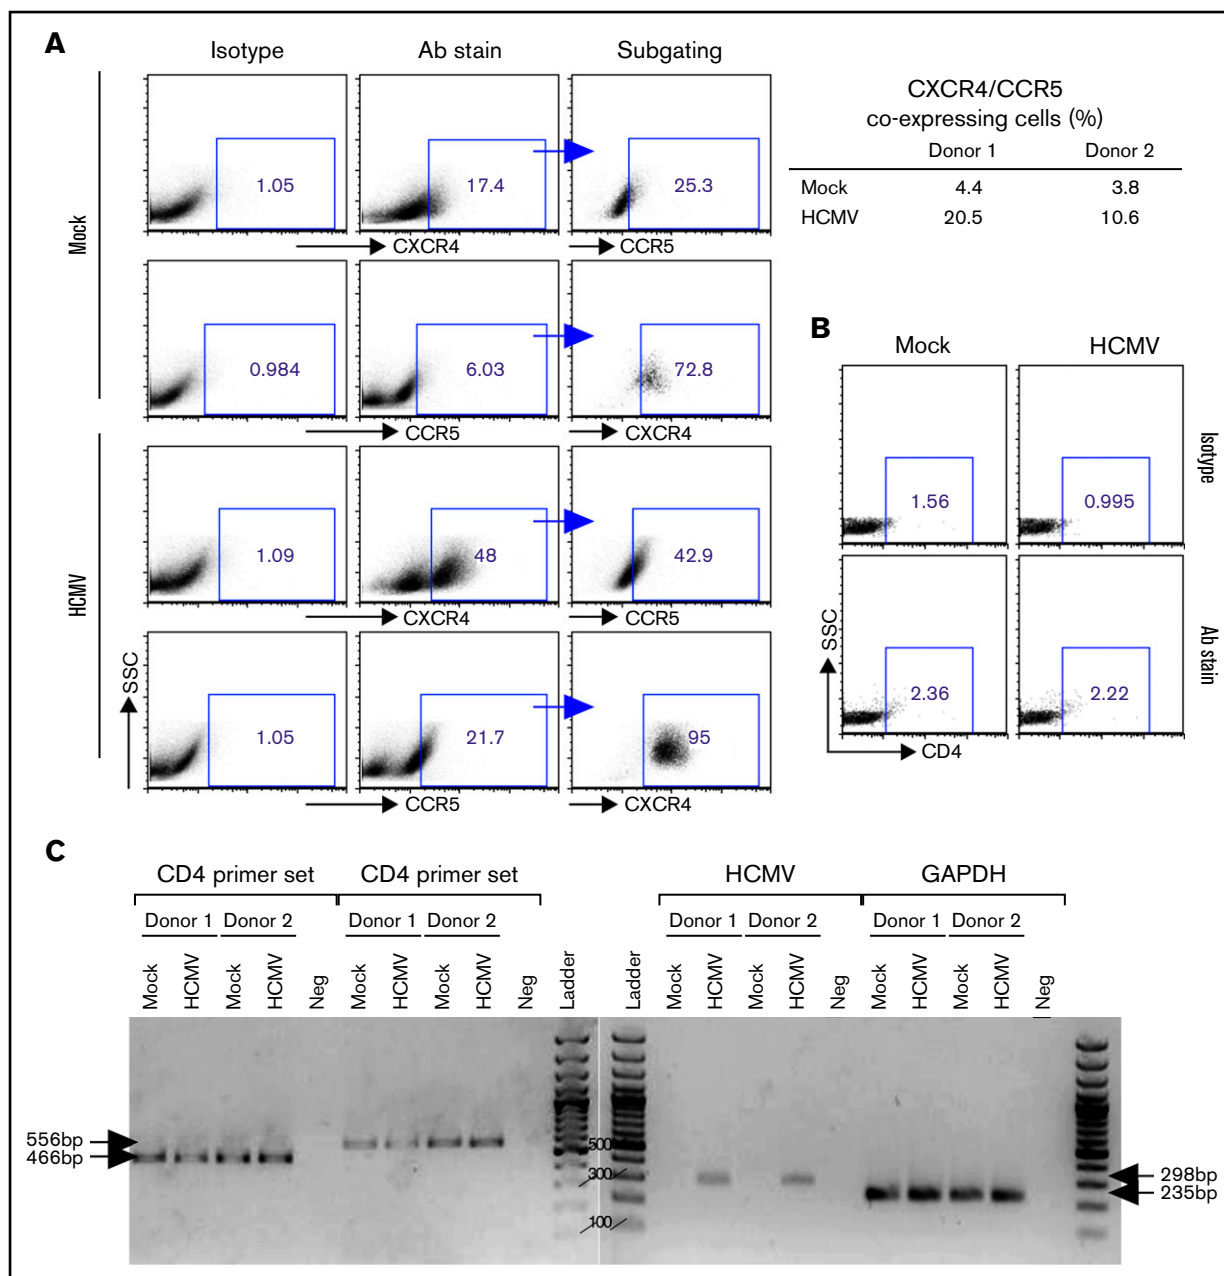 A
Isotype
Ab stain
Subgating
Mock
1.05
17.4
25.3
CXCR4
CCR5
0.984
6.03
72.8
CCR5
CXCR4
HCMV
1.09
48
42.9
CXCR4
CCR5
SSC
1.05
21.7
95
CCR5
CXCR4
CXCR4/CCR5
co-expressing cells (%)
Donor 1 Donor 2
Mock 4.4 3.8
HCMV 20.5 10.6
B
Mock HCMV
Isotype
1.56 0.995
Ab stain
2.36 2.22
SSC
CD4
C
CD4 primer set CD4 primer set HCMV GAPDH
Donor 1 Donor 2 Donor 1 Donor 2 Donor 1 Donor 2 Donor 1 Donor 2
Mock HCMV Mock HCMV Neg Mock HCMV Mock HCMV Neg Ladder Ladder Mock HCMV Mock HCMV Neg Mock HCMV Mock HCMV Neg
556bp
466bp
500
300
100
298bp
235bp